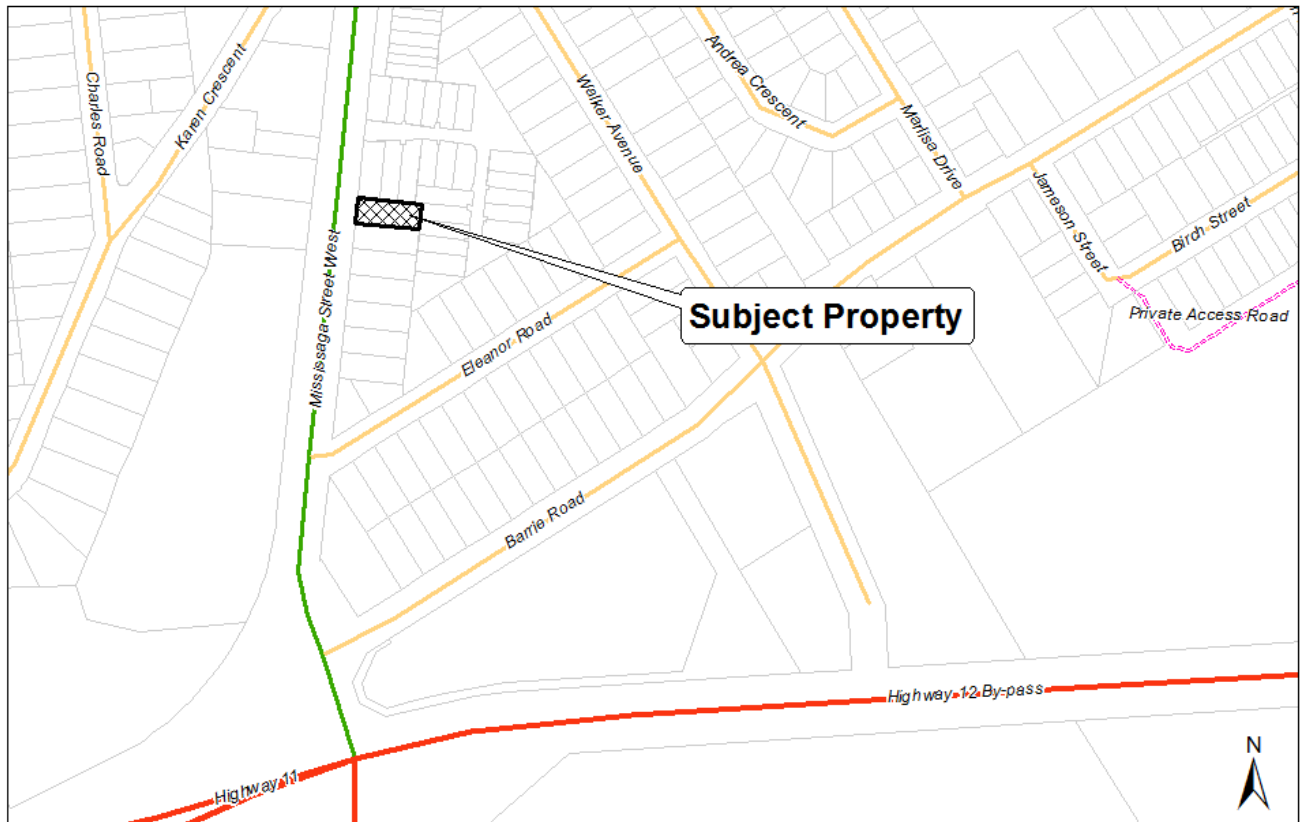 Charles Road
Karen Crescent
Mississaga Street West
Walker Avenue
Andrea Crescent
Marlisa Drive
Jameson Street
Birch Street
Private Access Road
Subject Property
Eleanor Road
Barrie Road
Highway 12 By-pass
Highway 11
N